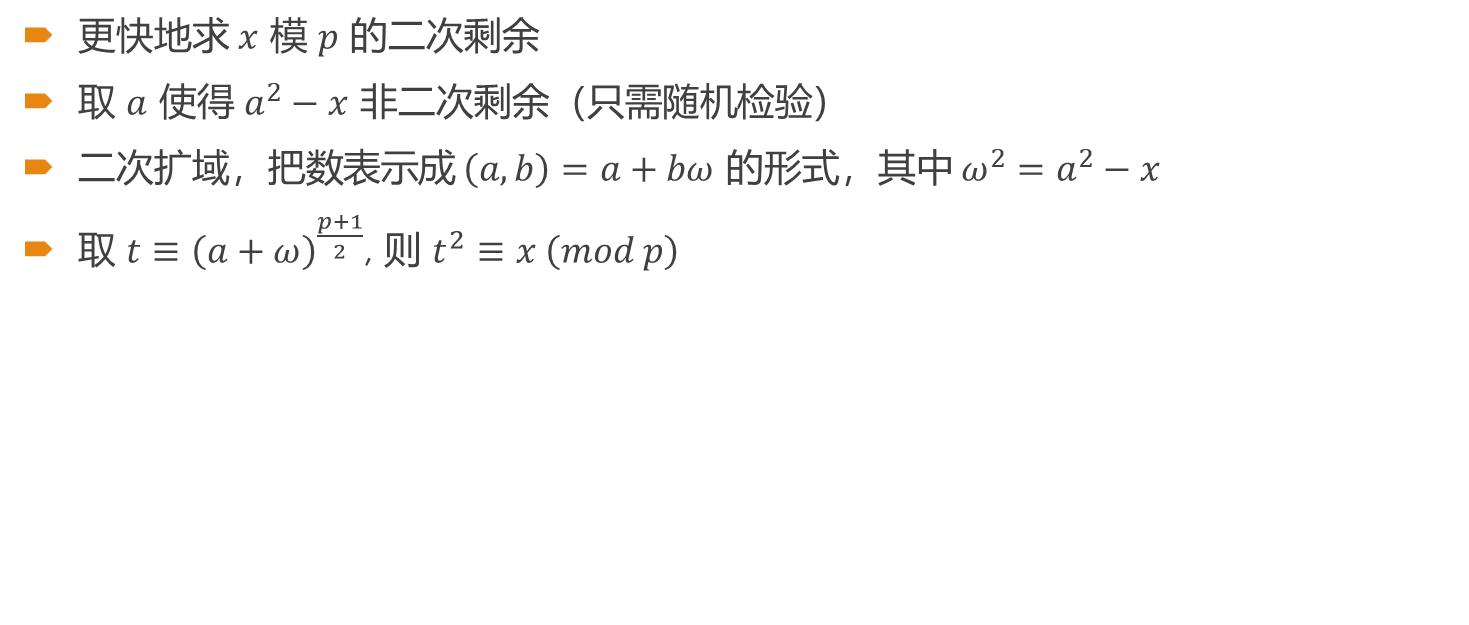 更快地求 x 模 p 的二次剩余
取 a 使得 a² − x 非二次剩余（只需随机检验）
二次扩域，把数表示成 (a, b) = a + bω 的形式，其中 ω² = a² − x
取 t ≡ (a + ω)^{\frac{p+1}{2}}, 则 t² ≡ x (mod p)